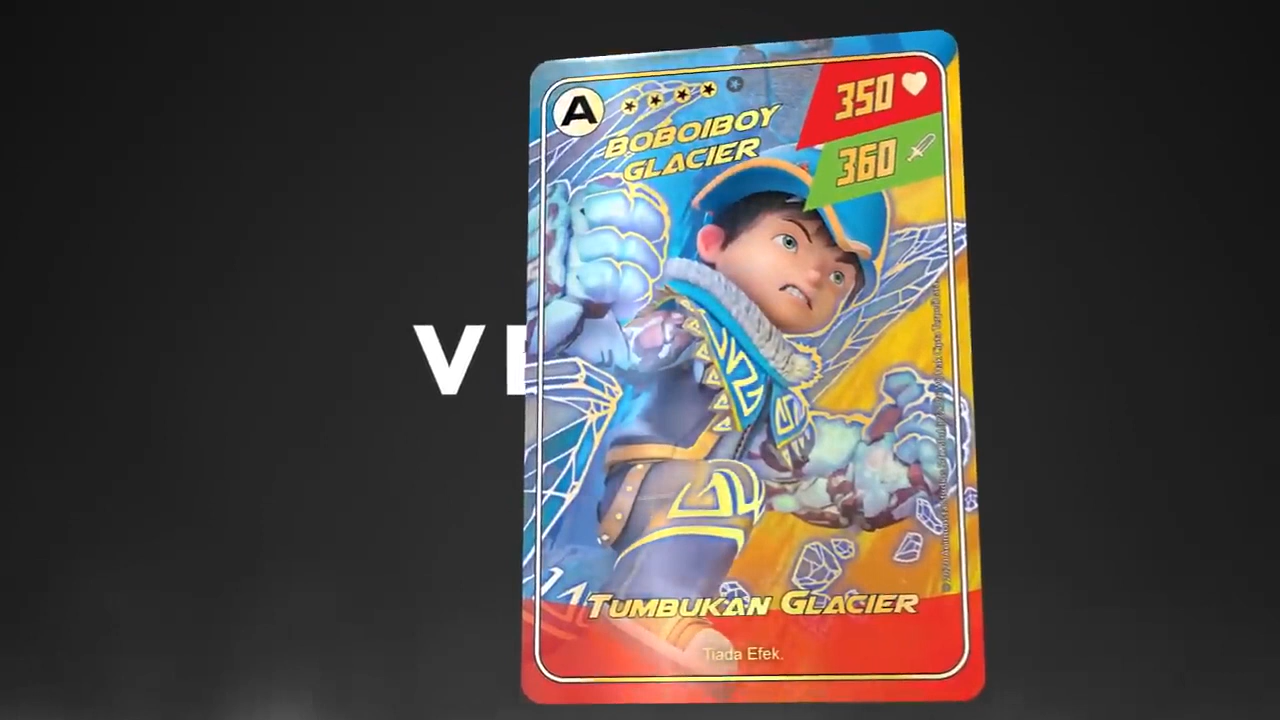 A
350
BOBOIBOY
GLACIER
360
VE
TUMBUKAN GLACIER
Tiada Efek.